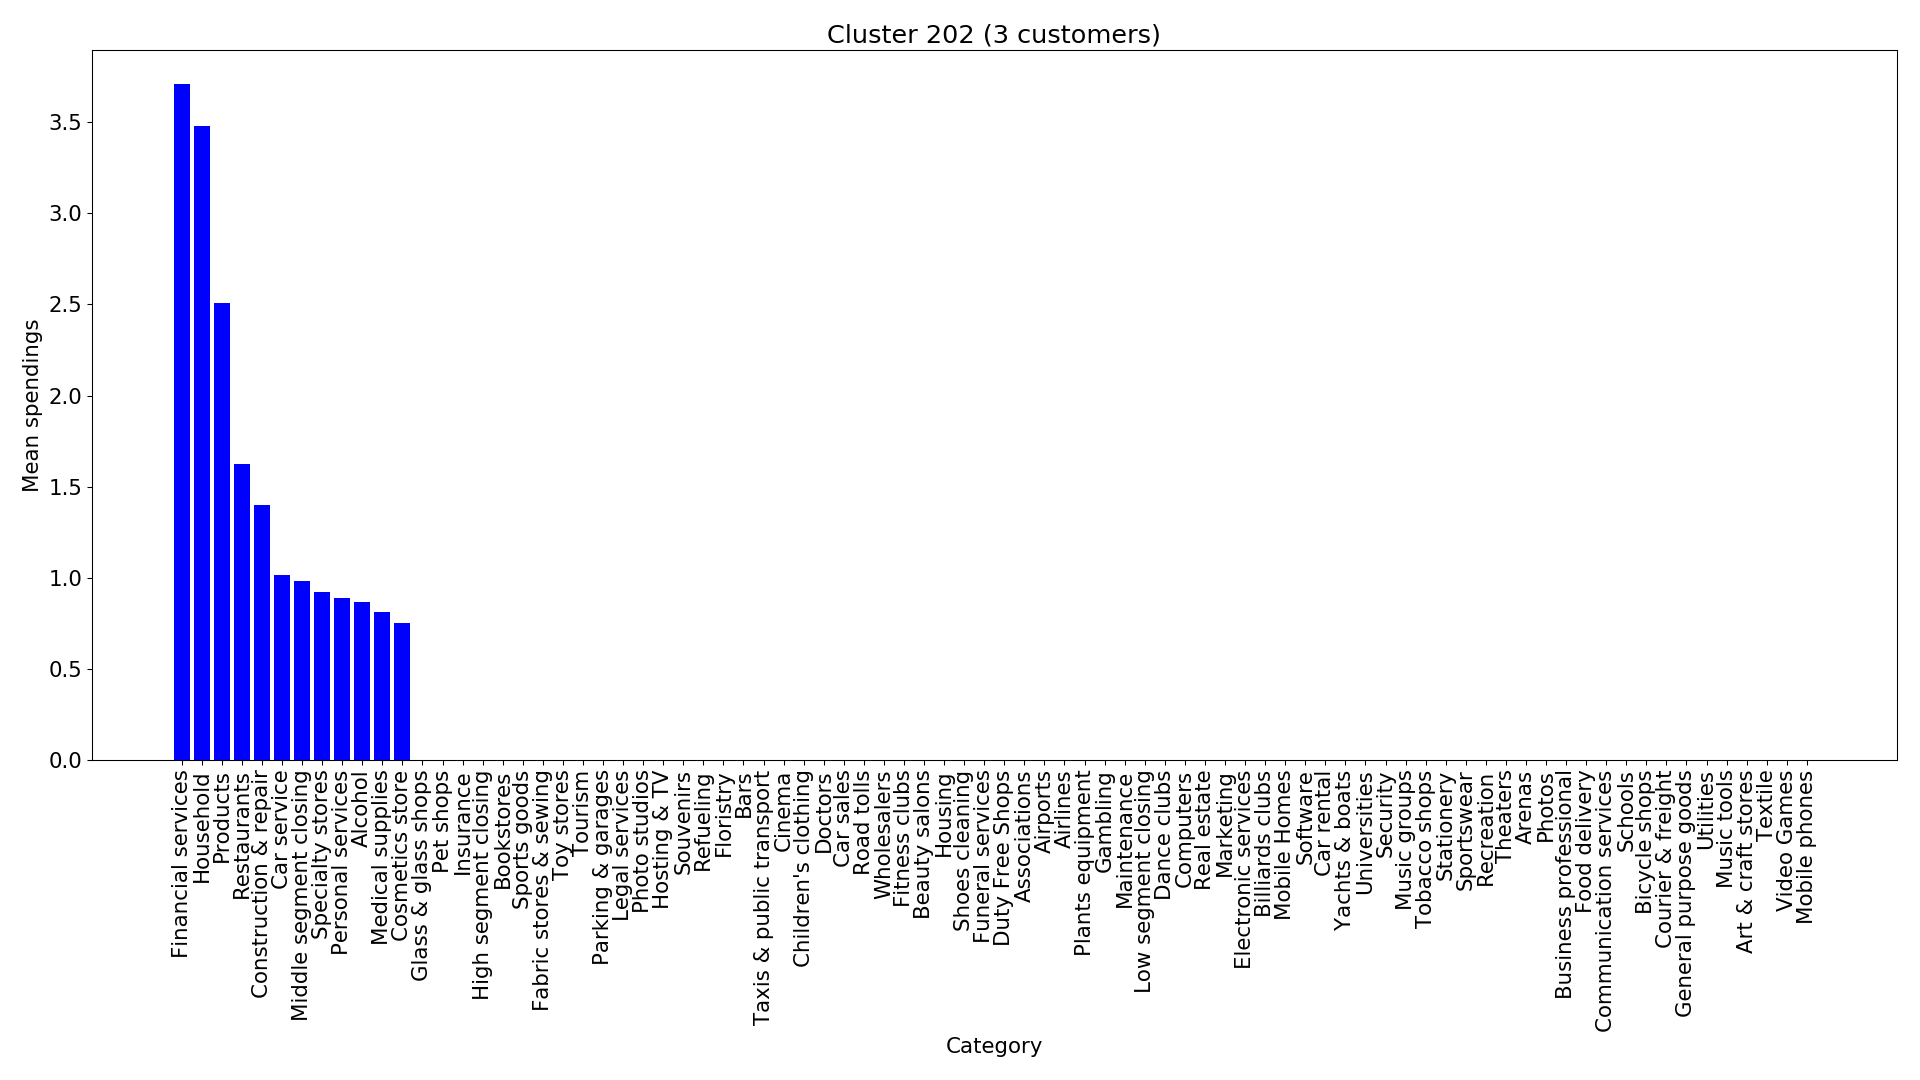 Cluster 202 (3 customers)
Mean spendings
3.5
3.0
2.5
2.0
1.5
1.0
0.5
0.0
Financial services
Household
Products
Restaurants
Construction & repair
Car service
Middle segment closing
Specialty stores
Personal services
Alcohol
Medical supplies
Cosmetics store
Glass & glass shops
Pet shops
Insurance
High segment closing
Bookstores
Sports goods
Fabric stores & sewing
Toy stores
Tourism
Parking & garages
Legal services
Photo studios
Hosting & TV
Souvenirs
Refueling
Floristry
Bars
Taxis & public transport
Cinema
Children's clothing
Doctors
Car sales
Road tolls
Wholesalers
Fitness clubs
Beauty salons
Housing
Shoes cleaning
Funeral services
Duty Free Shops
Associations
Airports
Airlines
Plants equipment
Gambling
Maintenance
Low segment closing
Dance clubs
Computers
Real estate
Marketing
Electronic services
Billiards clubs
Mobile Homes
Software
Car rental
Yachts & boats
Universities
Security
Music groups
Tobacco shops
Stationery
Sportswear
Recreation
Theaters
Arenas
Photos
Business professional
Food delivery
Communication services
Schools
Bicycle shops
Courier & freight
General purpose goods
Utilities
Music tools
Art & craft stores
Textile
Video Games
Mobile phones
Category